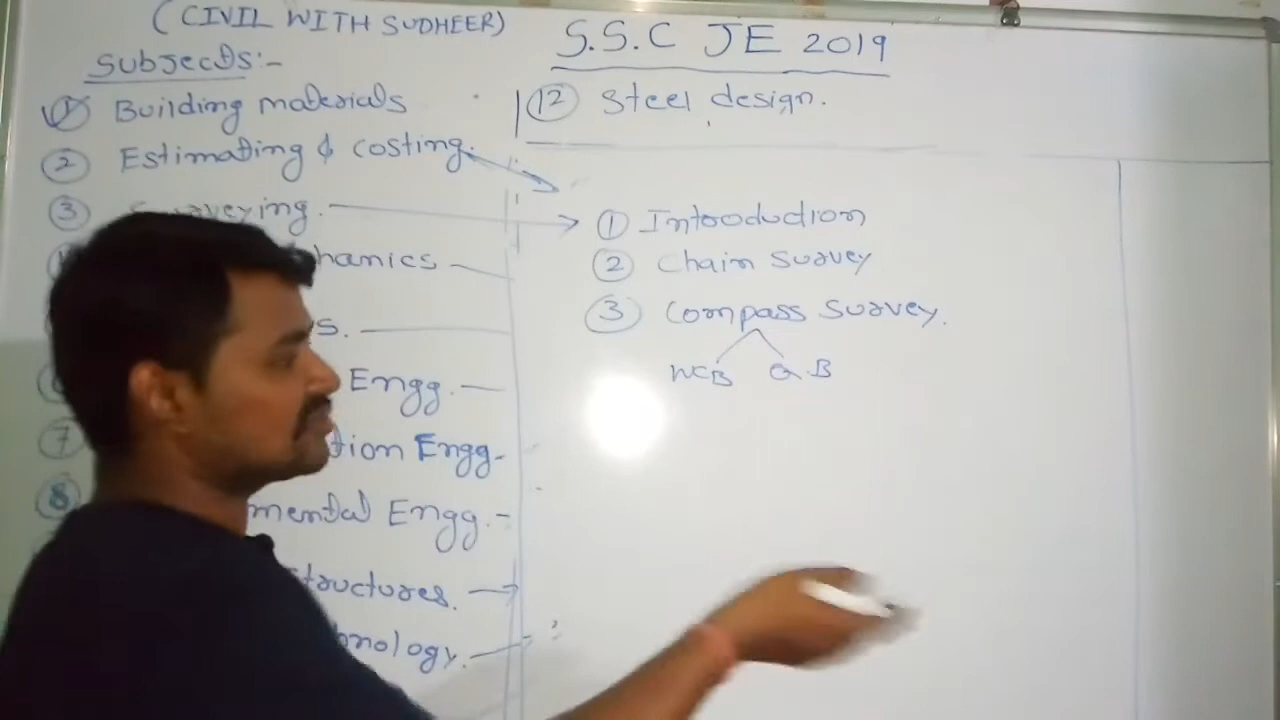 (CIVIL WITH SUDHEER)
Subjects:-
① Building materials
② Estimating & costing.
③ Surveying.
hanics
s.
Engg.
⑦ tion Engg.
⑧ mental Engg.
structures.
hnology.
S.S.C JE 2019
⑫ Steel design.
① Introduction
② Chain Survey
③ Compass Survey.
WCB Q.B